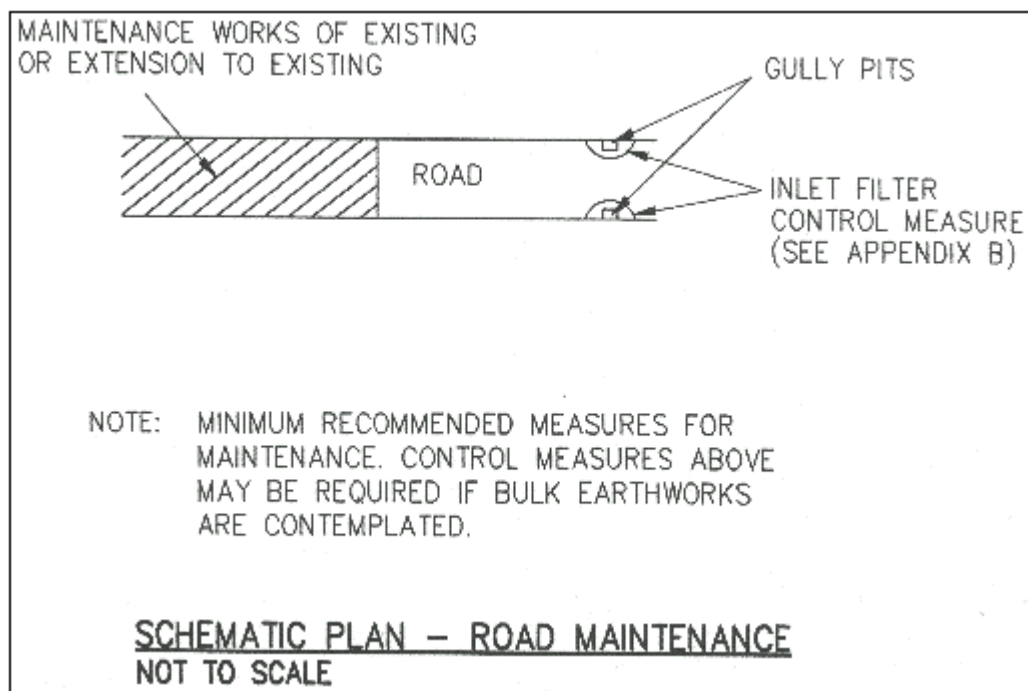 MAINTENANCE WORKS OF EXISTING
OR EXTENSION TO EXISTING
GULLY PITS
ROAD
INLET FILTER
CONTROL MEASURE
(SEE APPENDIX B)
NOTE: MINIMUM RECOMMENDED MEASURES FOR
MAINTENANCE. CONTROL MEASURES ABOVE
MAY BE REQUIRED IF BULK EARTHWORKS
ARE CONTEMPLATED.
SCHEMATIC PLAN – ROAD MAINTENANCE
NOT TO SCALE